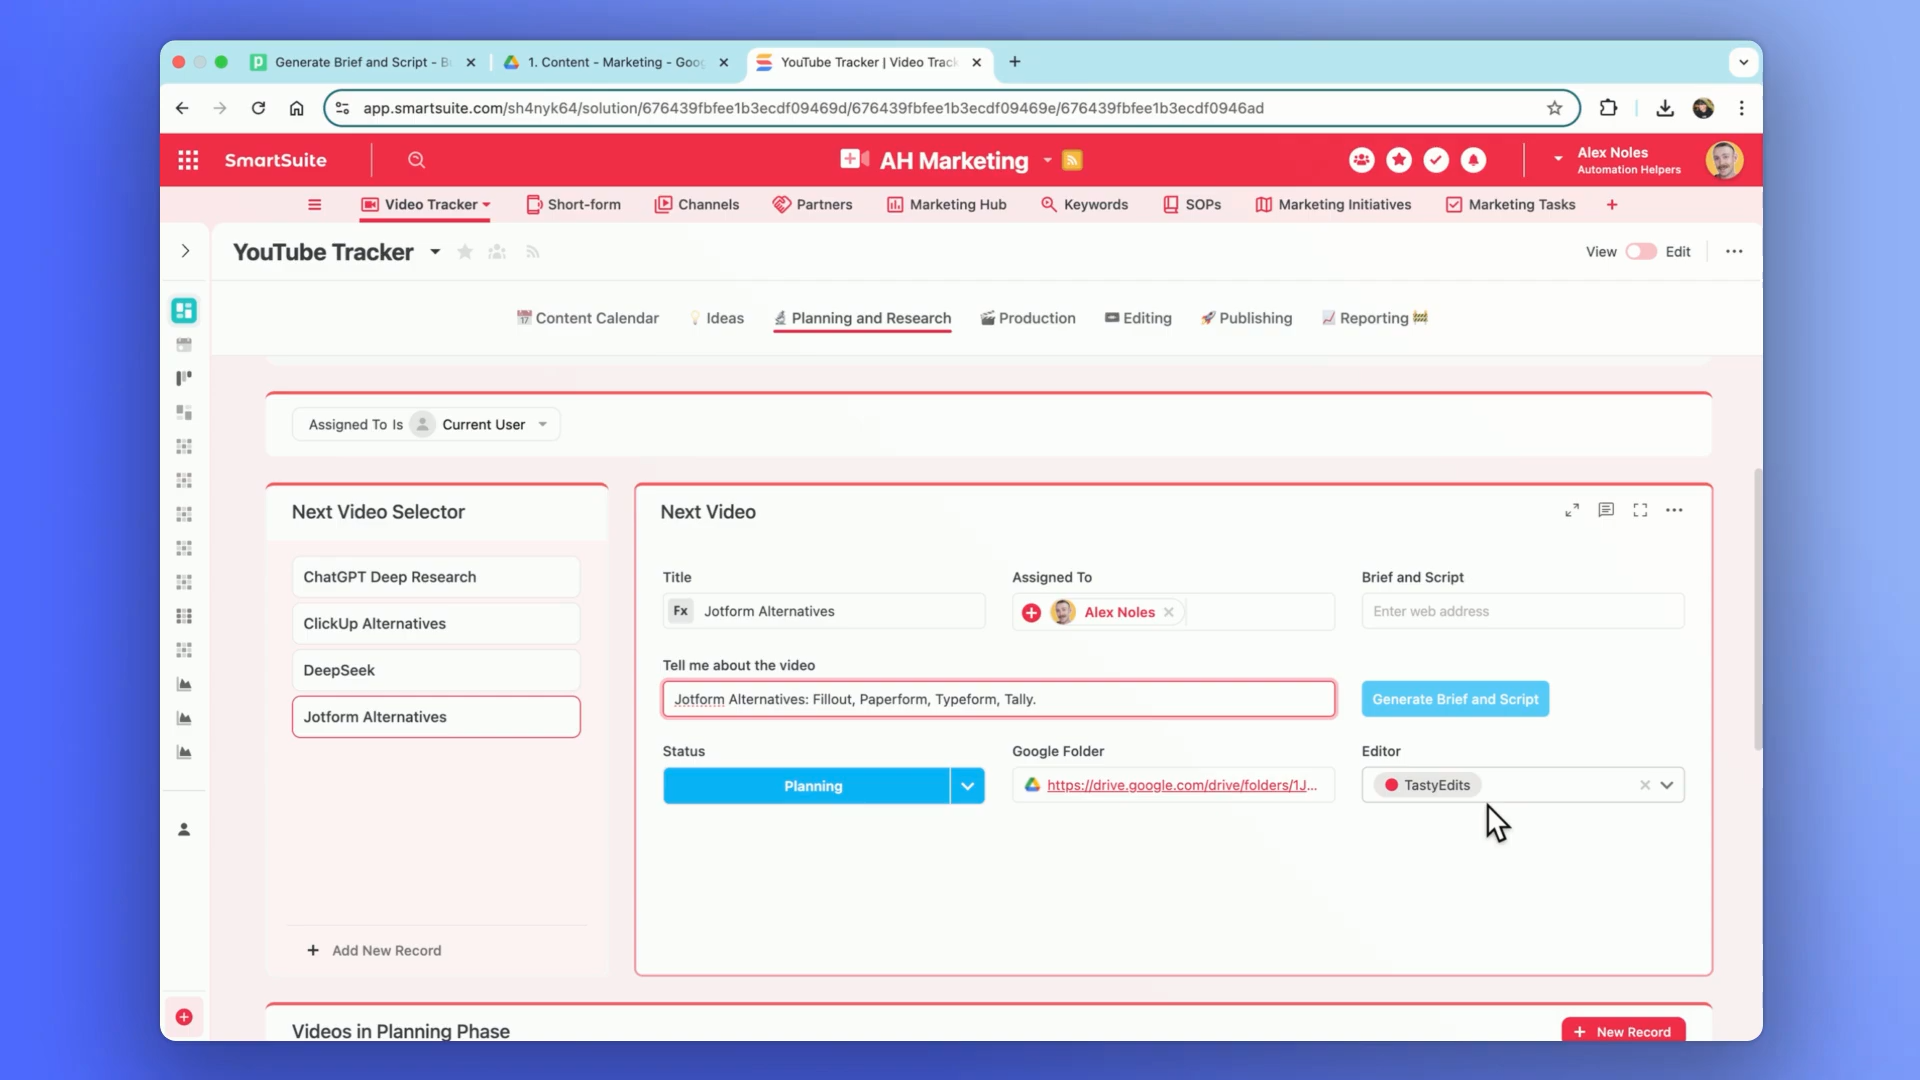 Generate Brief and Script - B
1. Content - Marketing - Goo
YouTube Tracker | Video Track
app.smartsuite.com/sh4nyk64/solution/676439fbfee1b3ecdf09469d/676439fbfee1b3ecdf09469e/676439fbfee1b3ecdf0946ad
SmartSuite
AH Marketing
Alex Noles
Automation Helpers
Video Tracker
Short-form
Channels
Partners
Marketing Hub
Keywords
SOPs
Marketing Initiatives
Marketing Tasks
YouTube Tracker
View
Edit
Content Calendar
Ideas
Planning and Research
Production
Editing
Publishing
Reporting
Assigned To Is Current User
Next Video Selector
ChatGPT Deep Research
ClickUp Alternatives
DeepSeek
Jotform Alternatives
Add New Record
Next Video
Title
Assigned To
Brief and Script
Fx Jotform Alternatives
Alex Noles
Enter web address
Tell me about the video
Jotform Alternatives: Fillout, Paperform, Typeform, Tally.
Generate Brief and Script
Status
Google Folder
Editor
Planning
https://drive.google.com/drive/folders/1J...
TastyEdits
Videos in Planning Phase
New Record